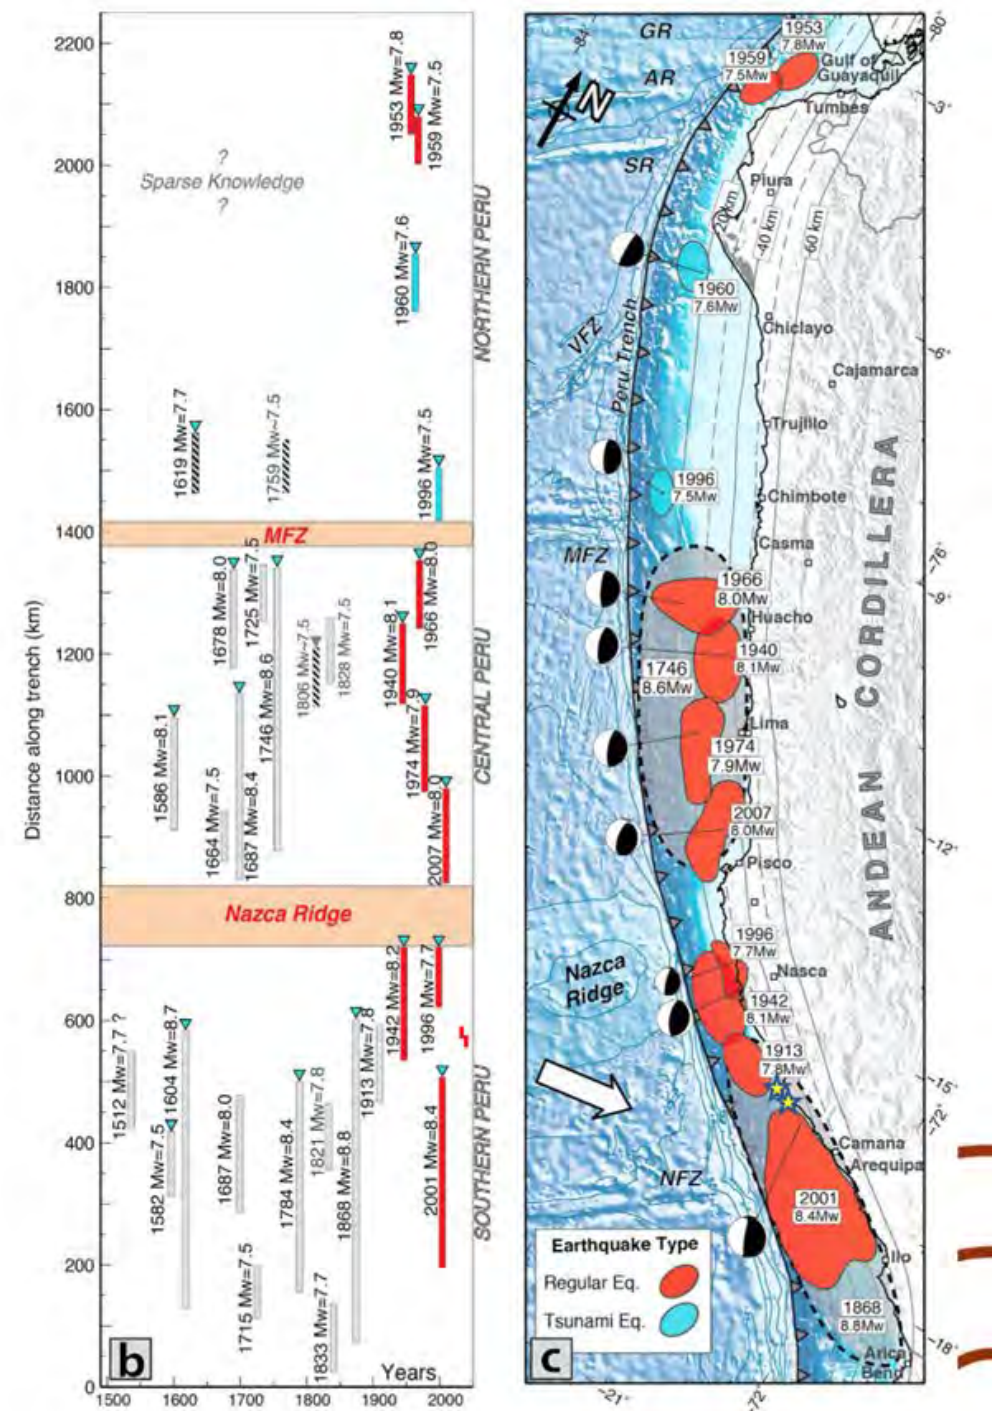 2200
2000
1800
1600
1400
1200
1000
800
600
400
200
0
Distance along trench (km)
1500
1600
1700
1800
1900
2000
Years
b
1953 Mw=7.8
1959 Mw=7.5
?
Sparse Knowledge
?
1960 Mw=7.6
NORTHERN PERU
1619 Mw=7.7
1759 Mw~7.5
1996 Mw=7.5
MFZ
1678 Mw=8.0
1725 Mw=7.5
1966 Mw=8.0
1940 Mw=8.1
1806 Mw~7.5
1828 Mw=7.5
1746 Mw=8.6
1586 Mw=8.1
1664 Mw=7.5
1687 Mw=8.4
1974 Mw=7.9
2007 Mw=8.0
CENTRAL PERU
Nazca Ridge
1942 Mw=8.2
1996 Mw=7.7
1512 Mw=7.7 ?
1604 Mw=8.7
1582 Mw=7.5
1687 Mw=8.0
1715 Mw=7.5
1784 Mw=8.4
1821 Mw=7.8
1833 Mw=7.7
1868 Mw=8.8
1913 Mw=7.8
2001 Mw=8.4
SOUTHERN PERU
-84°
GR
1953
7.8Mw
-80°
1959
7.5Mw
Gulf of
Guayaquil
AR
N
Tumbes
-3°
SR
Piura
20 km
-40 km
60 km
1960
7.6Mw
VFZ
Peru Trench
Chiclayo
-6°
Cajamarca
Trujillo
1996
7.5Mw
Chimbote
MFZ
Casma
-76°
1966
8.0Mw
-9°
Huacho
1940
8.1Mw
1746
8.6Mw
Lima
1974
7.9Mw
2007
8.0Mw
-12°
Pisco
ANDEAN CORDILLERA
1996
7.7Mw
Nazca
Ridge
Nasca
1942
8.1Mw
1913
7.8Mw
-15°
-72°
Camana
Arequipa
NFZ
2001
8.4Mw
Ilo
Earthquake Type
Regular Eq.
Tsunami Eq.
1868
8.8Mw
-18°
Arica
Bend
c
-21°
-72